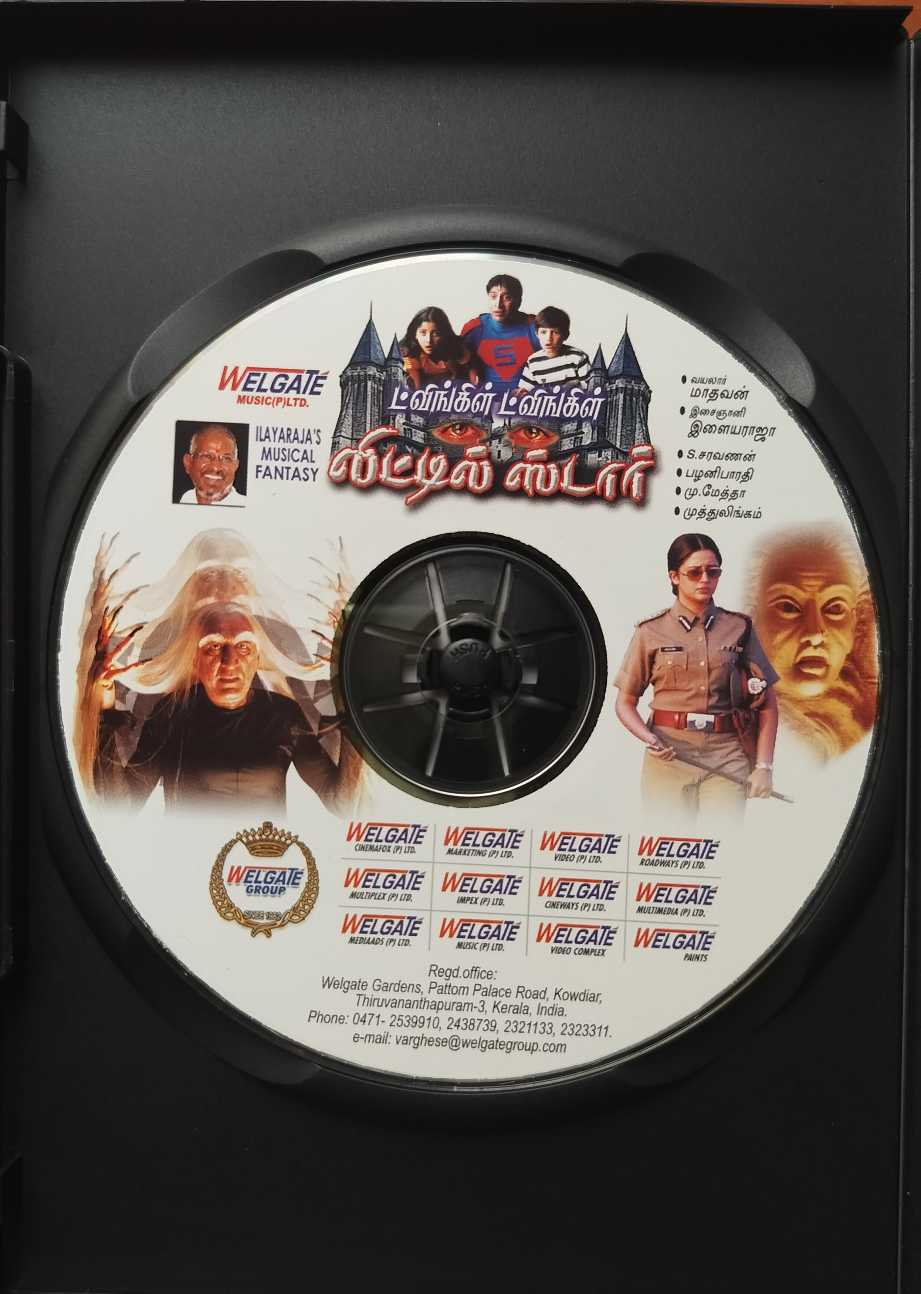 WELGATE
MUSIC(P)LTD.
ILAYARAJA'S
MUSICAL
FANTASY
S
ட்விங்கிள் ட்விங்கிள்
லிட்டில் ஸ்டார்
• வயலார்
மாதவன்
• இசைஞானி
இளையராஜா
• S.சரவணன்
• பழனிபாரதி
• மு.மேத்தா
• முத்துலிங்கம்
PUSH
WELGATE
GROUP
WELGATE
CINEMAFOX (P) LTD.
WELGATE
MARKETING (P) LTD.
WELGATE
VIDEO (P) LTD.
WELGATE
ROADWAYS (P) LTD.
WELGATE
MULTIPLEX (P) LTD.
WELGATE
IMPEX (P) LTD.
WELGATE
CINEWAYS (P) LTD.
WELGATE
MULTIMEDIA (P) LTD.
WELGATE
MEDIAADS (P) LTD.
WELGATE
MUSIC (P) LTD.
WELGATE
VIDEO COMPLEX
WELGATE
PAINTS
Regd.office:
Welgate Gardens, Pattom Palace Road, Kowdiar,
Thiruvananthapuram-3, Kerala, India.
Phone: 0471- 2539910, 2438739, 2321133, 2323311.
e-mail: varghese@welgategroup.com